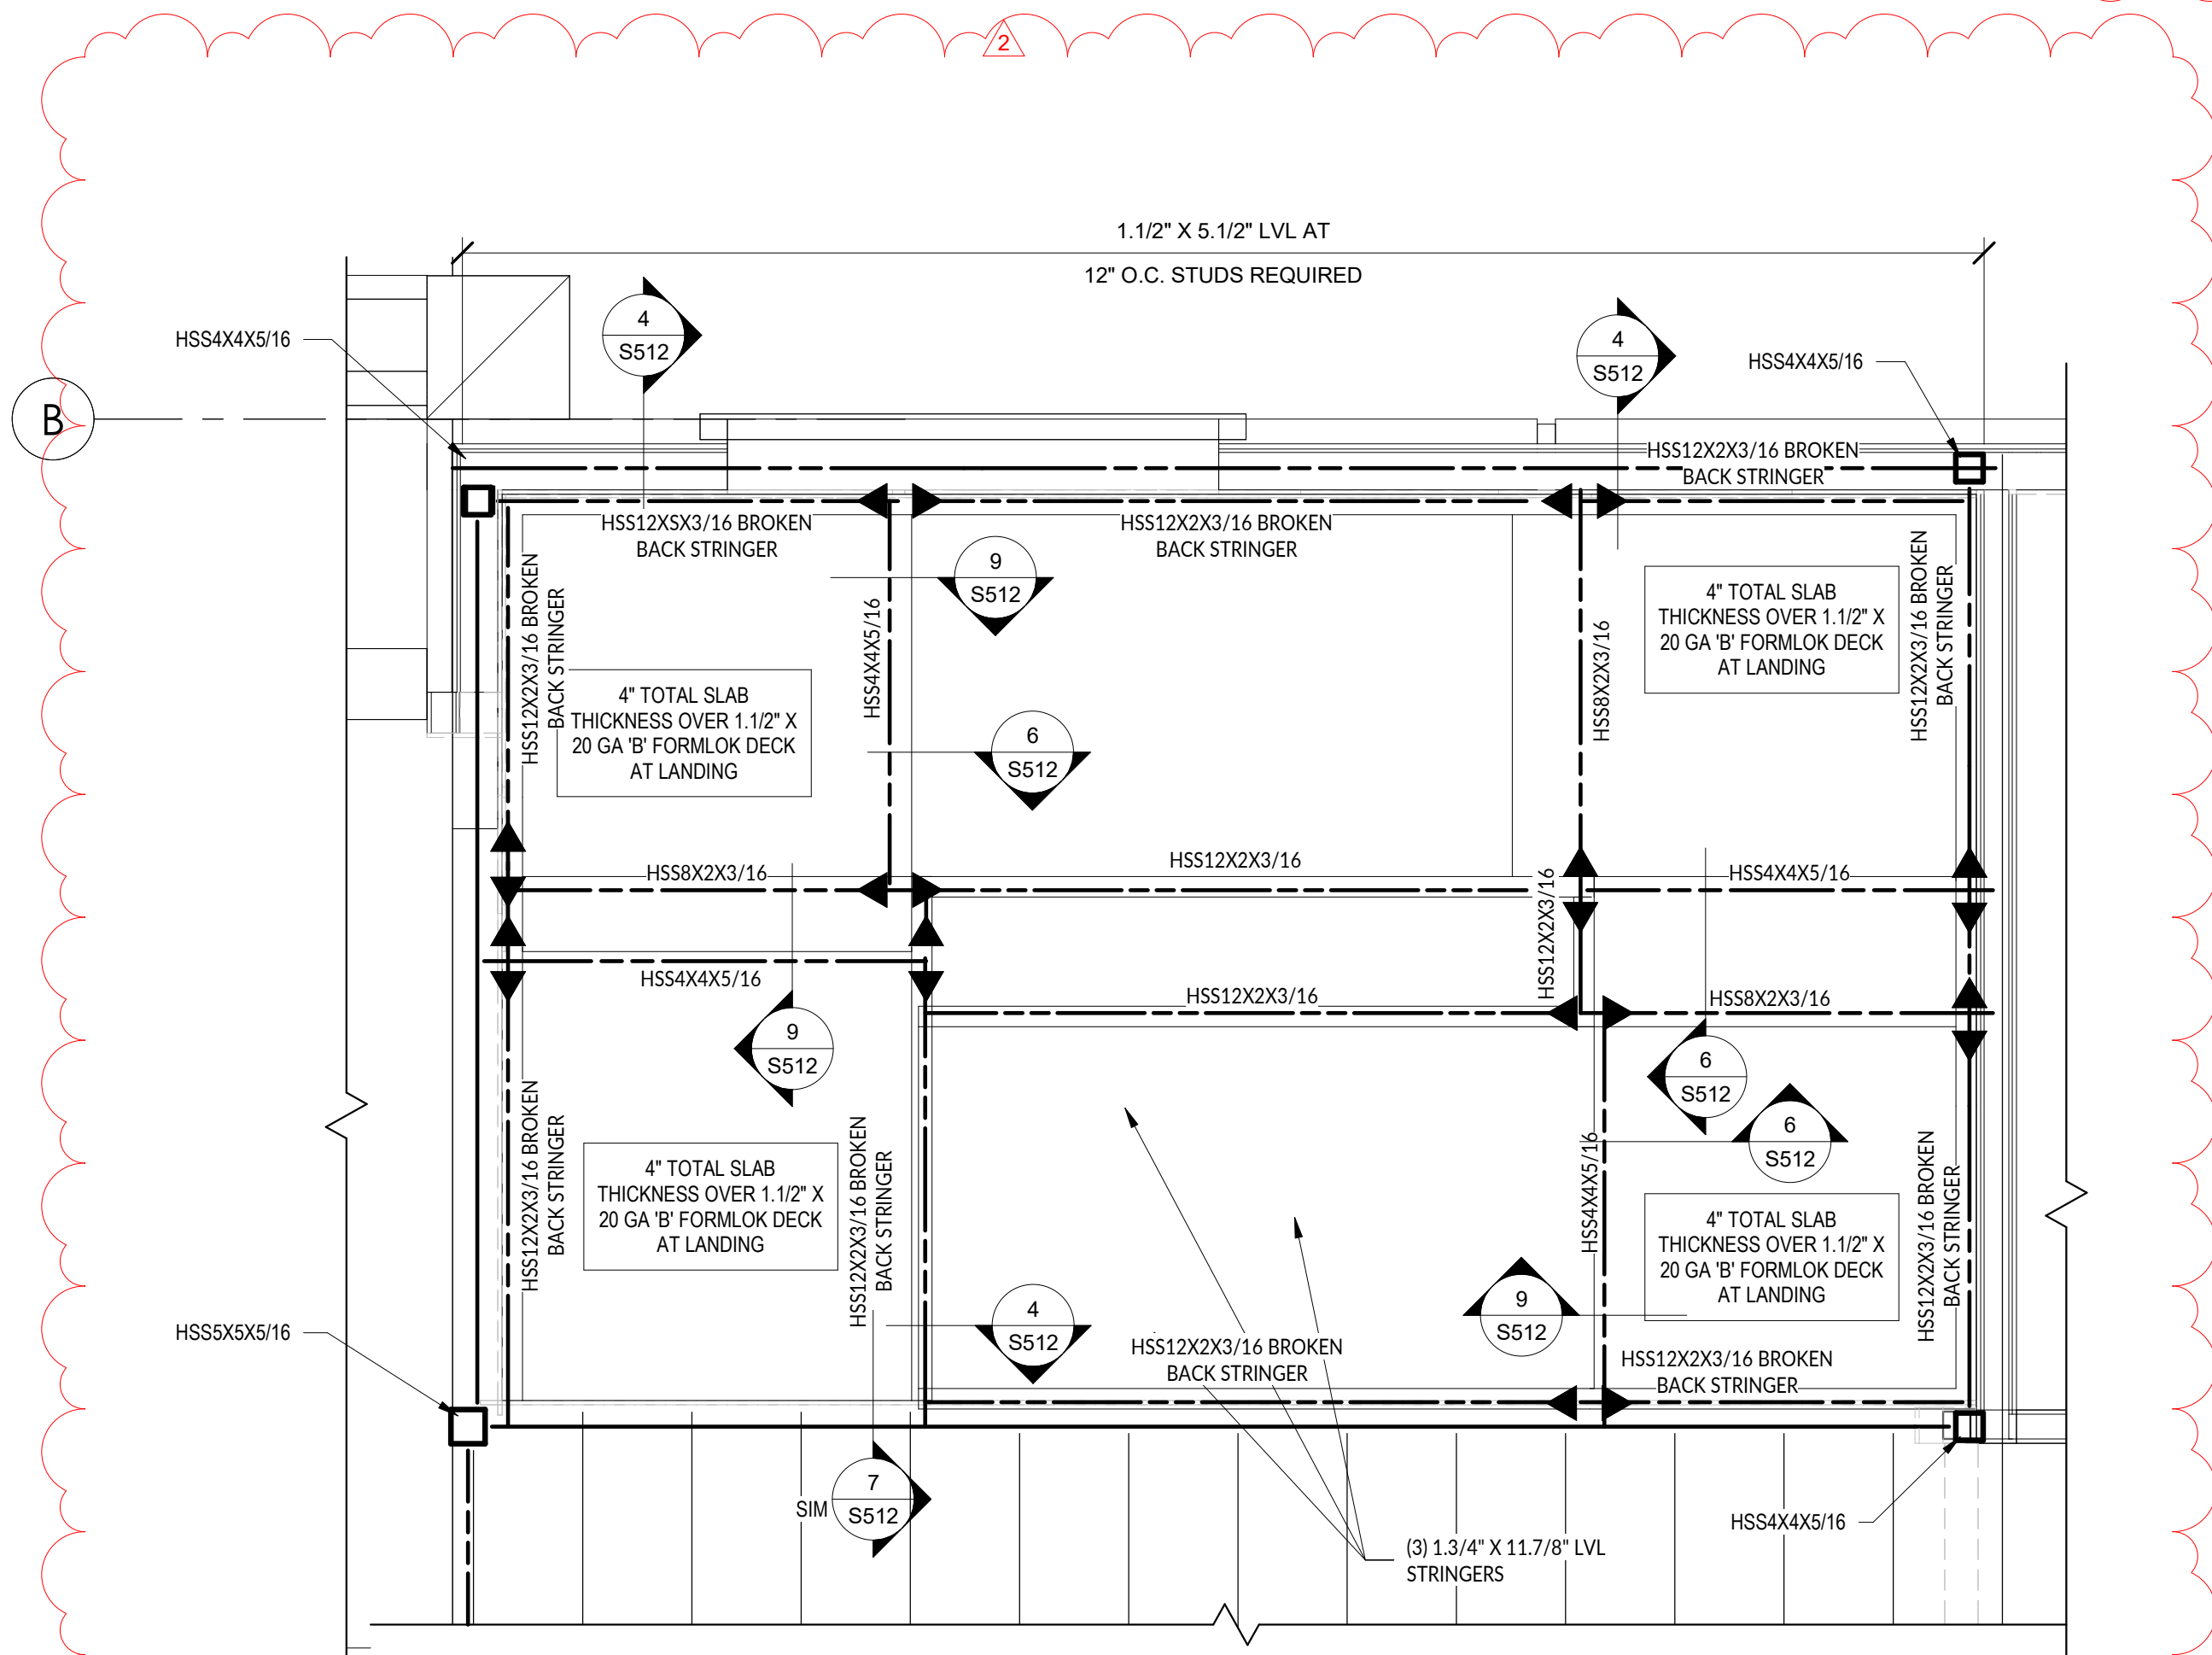 2
1.1/2" X 5.1/2" LVL AT
12" O.C. STUDS REQUIRED
HSS4X4X5/16
4
S512
4
S512
HSS4X4X5/16
B
HSS12X2X3/16 BROKEN
BACK STRINGER
HSS12XSX3/16 BROKEN
BACK STRINGER
HSS12X2X3/16 BROKEN
BACK STRINGER
HSS12X2X3/16 BROKEN
BACK STRINGER
9
S512
HSS4X4X5/16
HSS8X2X3/16
4" TOTAL SLAB
THICKNESS OVER 1.1/2" X
20 GA 'B' FORMLOK DECK
AT LANDING
HSS12X2X3/16 BROKEN
BACK STRINGER
4" TOTAL SLAB
THICKNESS OVER 1.1/2" X
20 GA 'B' FORMLOK DECK
AT LANDING
6
S512
HSS8X2X3/16
HSS12X2X3/16
HSS12X2X3/16
HSS4X4X5/16
HSS4X4X5/16
HSS12X2X3/16
HSS8X2X3/16
9
S512
6
S512
6
S512
HSS12X2X3/16 BROKEN
BACK STRINGER
4" TOTAL SLAB
THICKNESS OVER 1.1/2" X
20 GA 'B' FORMLOK DECK
AT LANDING
HSS12X2X3/16 BROKEN
BACK STRINGER
HSS4X4X5/16
4" TOTAL SLAB
THICKNESS OVER 1.1/2" X
20 GA 'B' FORMLOK DECK
AT LANDING
HSS12X2X3/16 BROKEN
BACK STRINGER
HSS5X5X5/16
4
S512
9
S512
HSS12X2X3/16 BROKEN
BACK STRINGER
HSS12X2X3/16 BROKEN
BACK STRINGER
SIM
7
S512
HSS4X4X5/16
(3) 1.3/4" X 11.7/8" LVL
STRINGERS